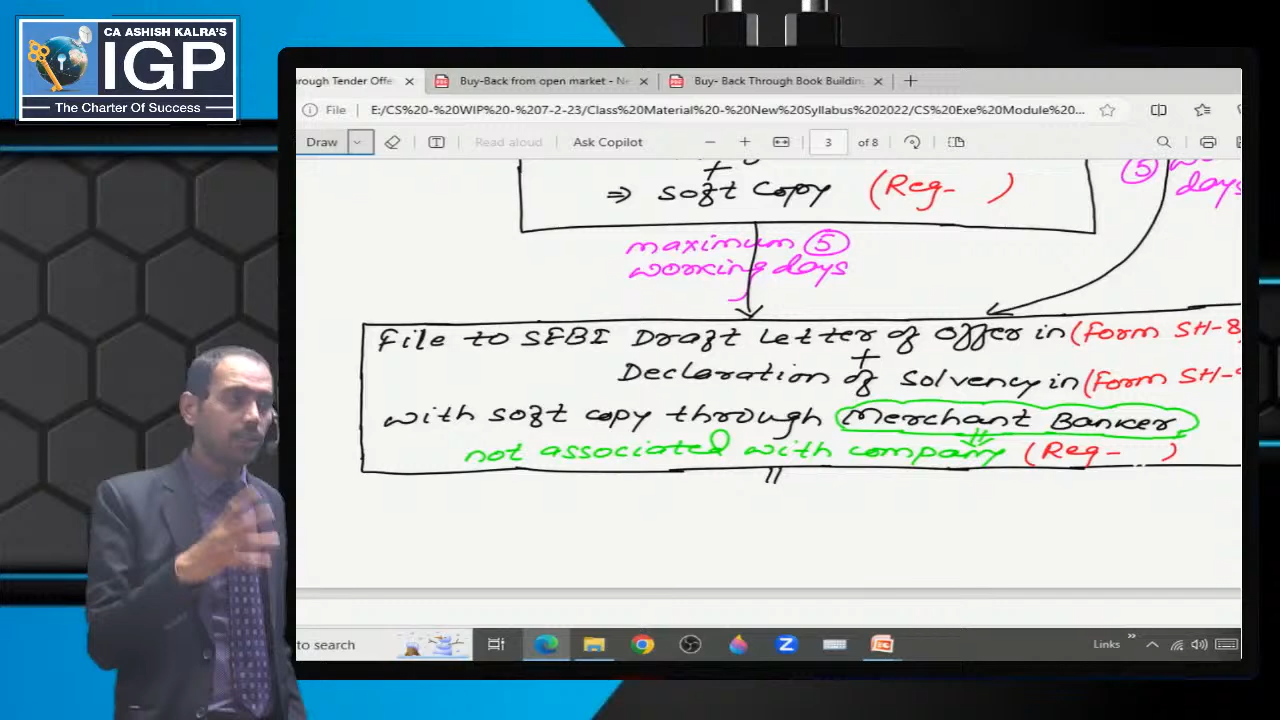 CA ASHISH KALRA'S
IGP
The Charter Of Success
hrough Tender Offe
Buy-Back from open market - Ne
Buy- Back Through Book Building
File
E:/CS%20-%20WIP%20-%207-2-23/Class%20Material%20-%20New%20Syllabus%202022/CS%20Exe%20Module%20...
Draw
Read aloud
Ask Copilot
3
of 8
+
⇒ Soft Copy (Reg- )
5
days
maximum 5
working days
File to SEBI Draft Letter of Offer in (Form SH-8)
+
Declaration of Solvency in (Form SH-
with soft copy through Merchant Banker
not associated with company (Reg- )
to search
Links